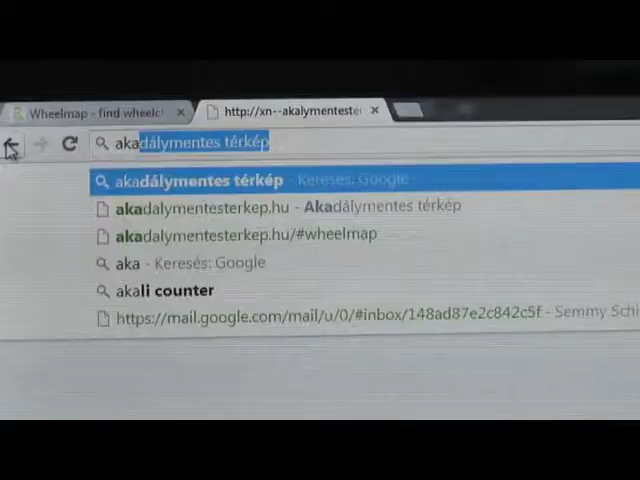 Wheelmap - find wheelc
http://xn--akalymentester
akadálymentes térkép
akadálymentes térkép - Keresés: Google
akadalymentesterkep.hu - Akadálymentes térkép
akadalymentesterkep.hu/#wheelmap
aka - Keresés: Google
akali counter
https://mail.google.com/mail/u/0/#inbox/148ad87e2c842c5f - Semmy Schi